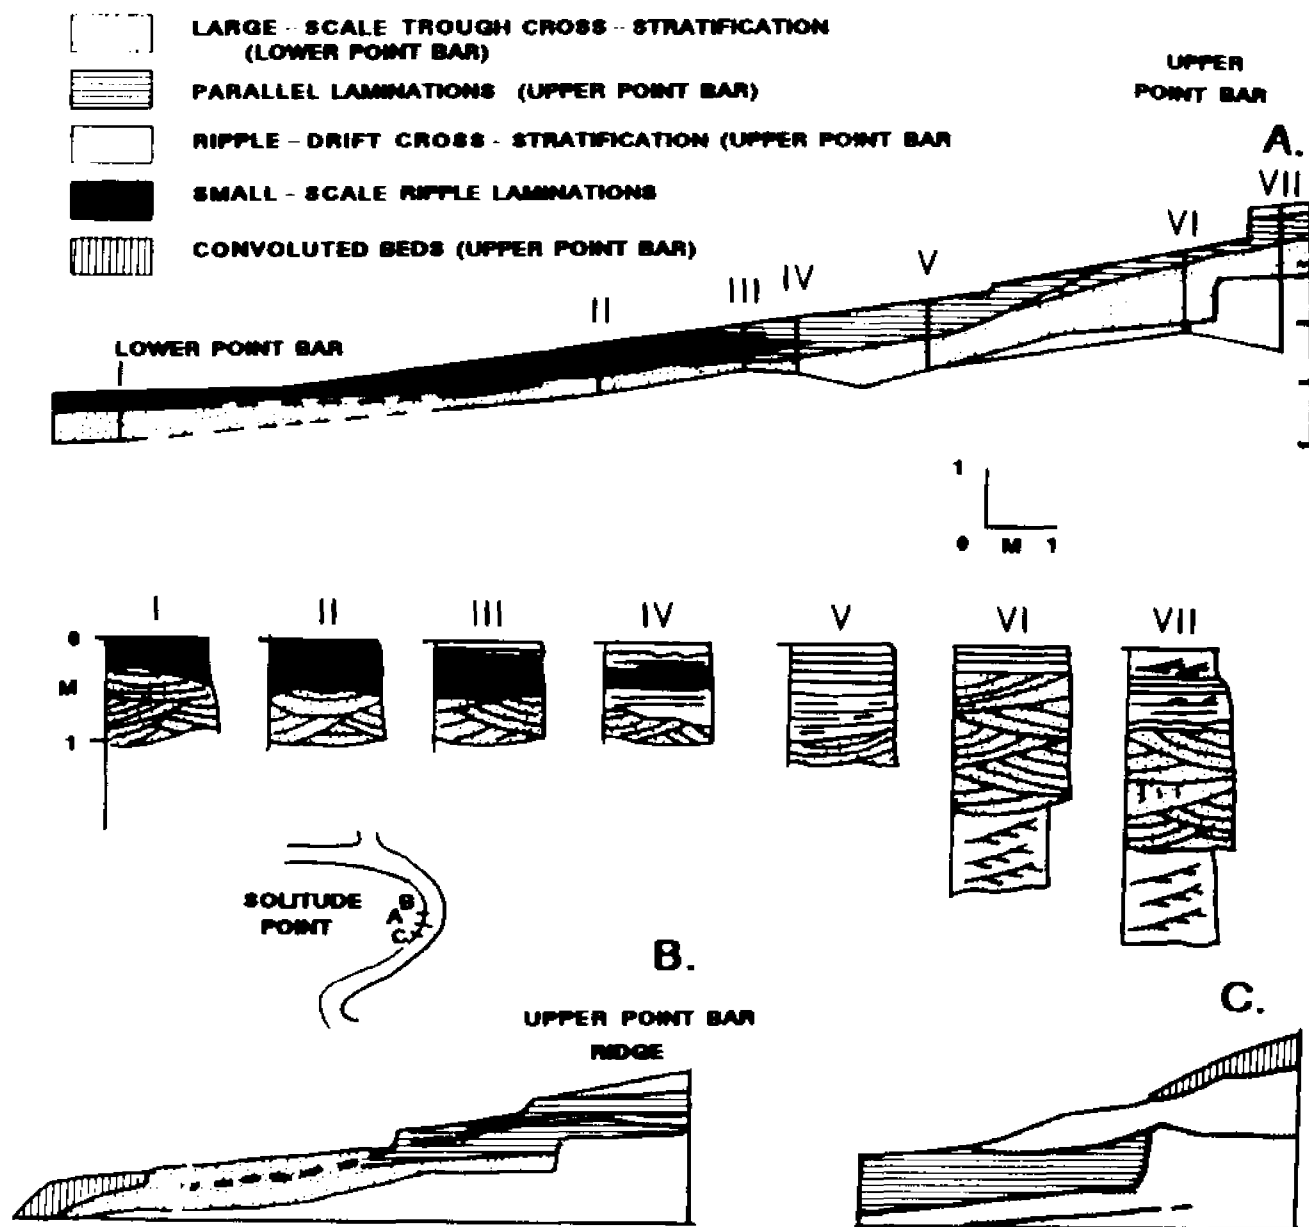 LARGE - SCALE TROUGH CROSS - STRATIFICATION
(LOWER POINT BAR)
PARALLEL LAMINATIONS (UPPER POINT BAR)
RIPPLE - DRIFT CROSS - STRATIFICATION (UPPER POINT BAR
SMALL - SCALE RIPPLE LAMINATIONS
CONVOLUTED BEDS (UPPER POINT BAR)
UPPER
POINT BAR
A.
VII
VI
V
IV
III
II
I
LOWER POINT BAR
1
0 M 1
I II III IV V VI VII
0
M
1
SOLITUDE
POINT
B
A
C
B.
UPPER POINT BAR
RIDGE
C.